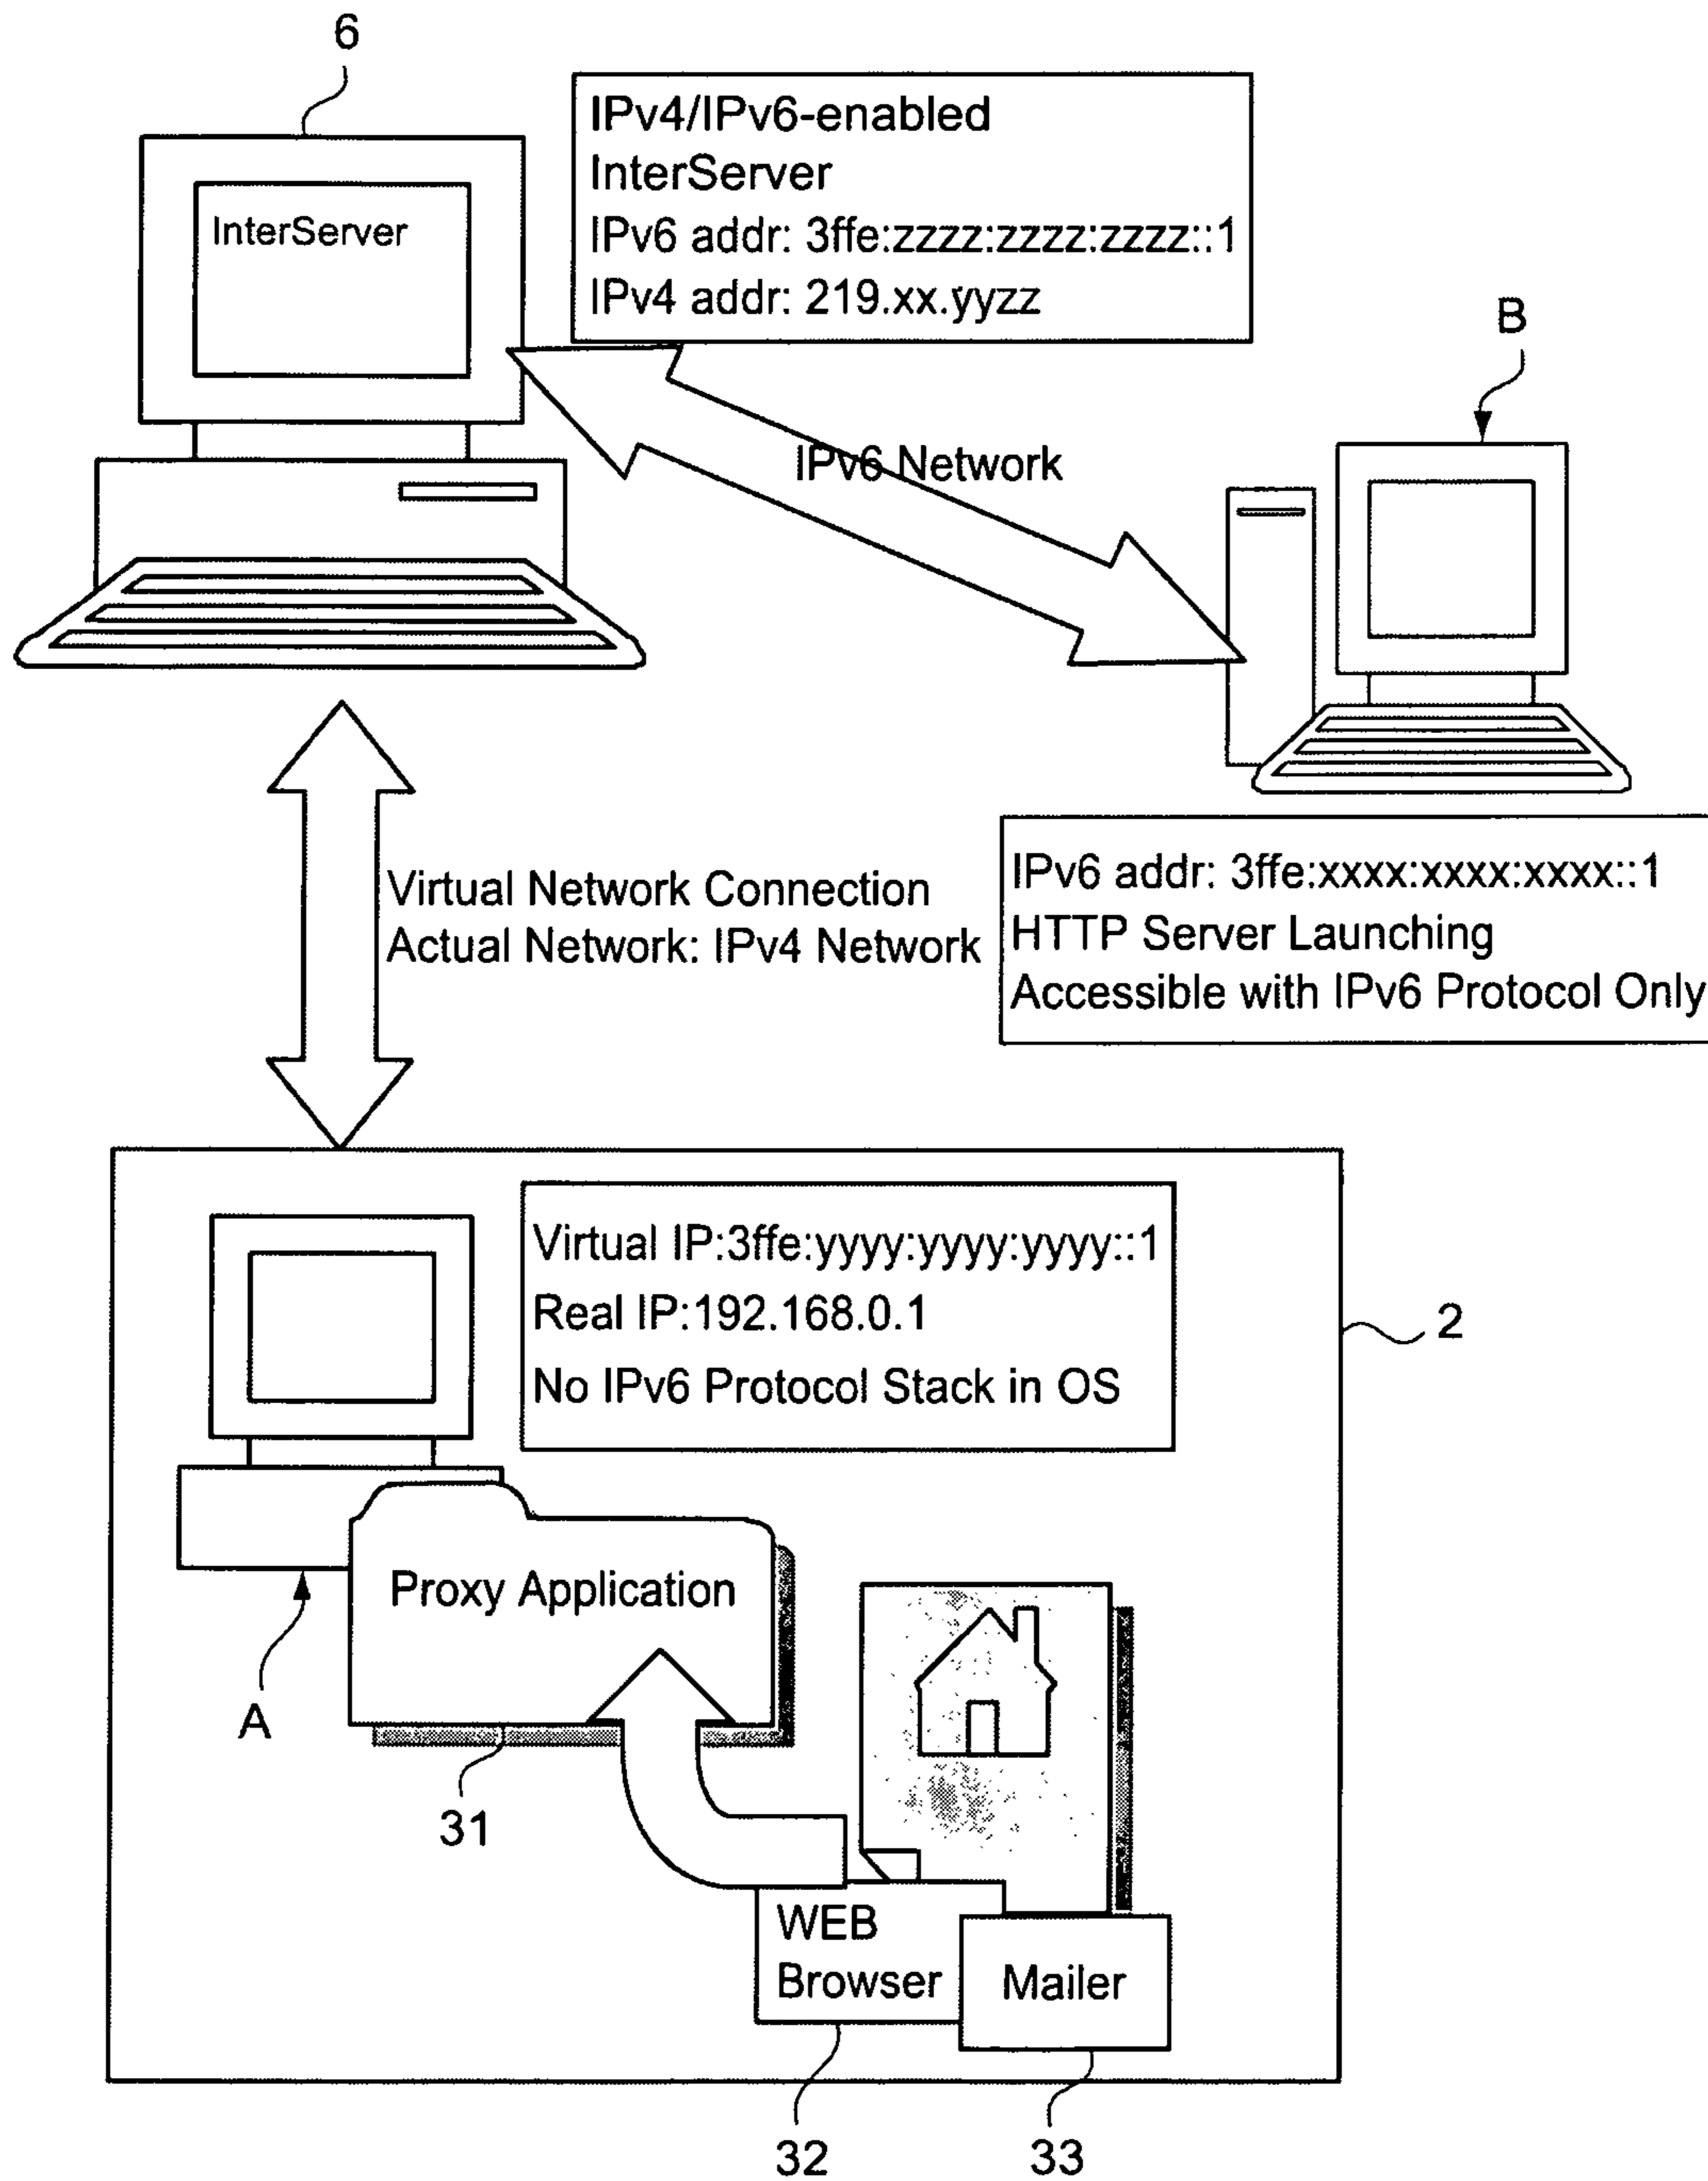 6
IPv4/IPv6-enabled
InterServer
IPv6 addr: 3ffe:zzzz:zzzz:zzzz::1
IPv4 addr: 219.xx.yyzz
InterServer
B
IPv6 Network
IPv6 addr: 3ffe:xxxx:xxxx:xxxx::1
HTTP Server Launching
Accessible with IPv6 Protocol Only
Virtual Network Connection
Actual Network: IPv4 Network
Virtual IP:3ffe:yyyy:yyyy:yyyy::1
Real IP:192.168.0.1
No IPv6 Protocol Stack in OS
2
Proxy Application
A
31
WEB
Browser
Mailer
32
33